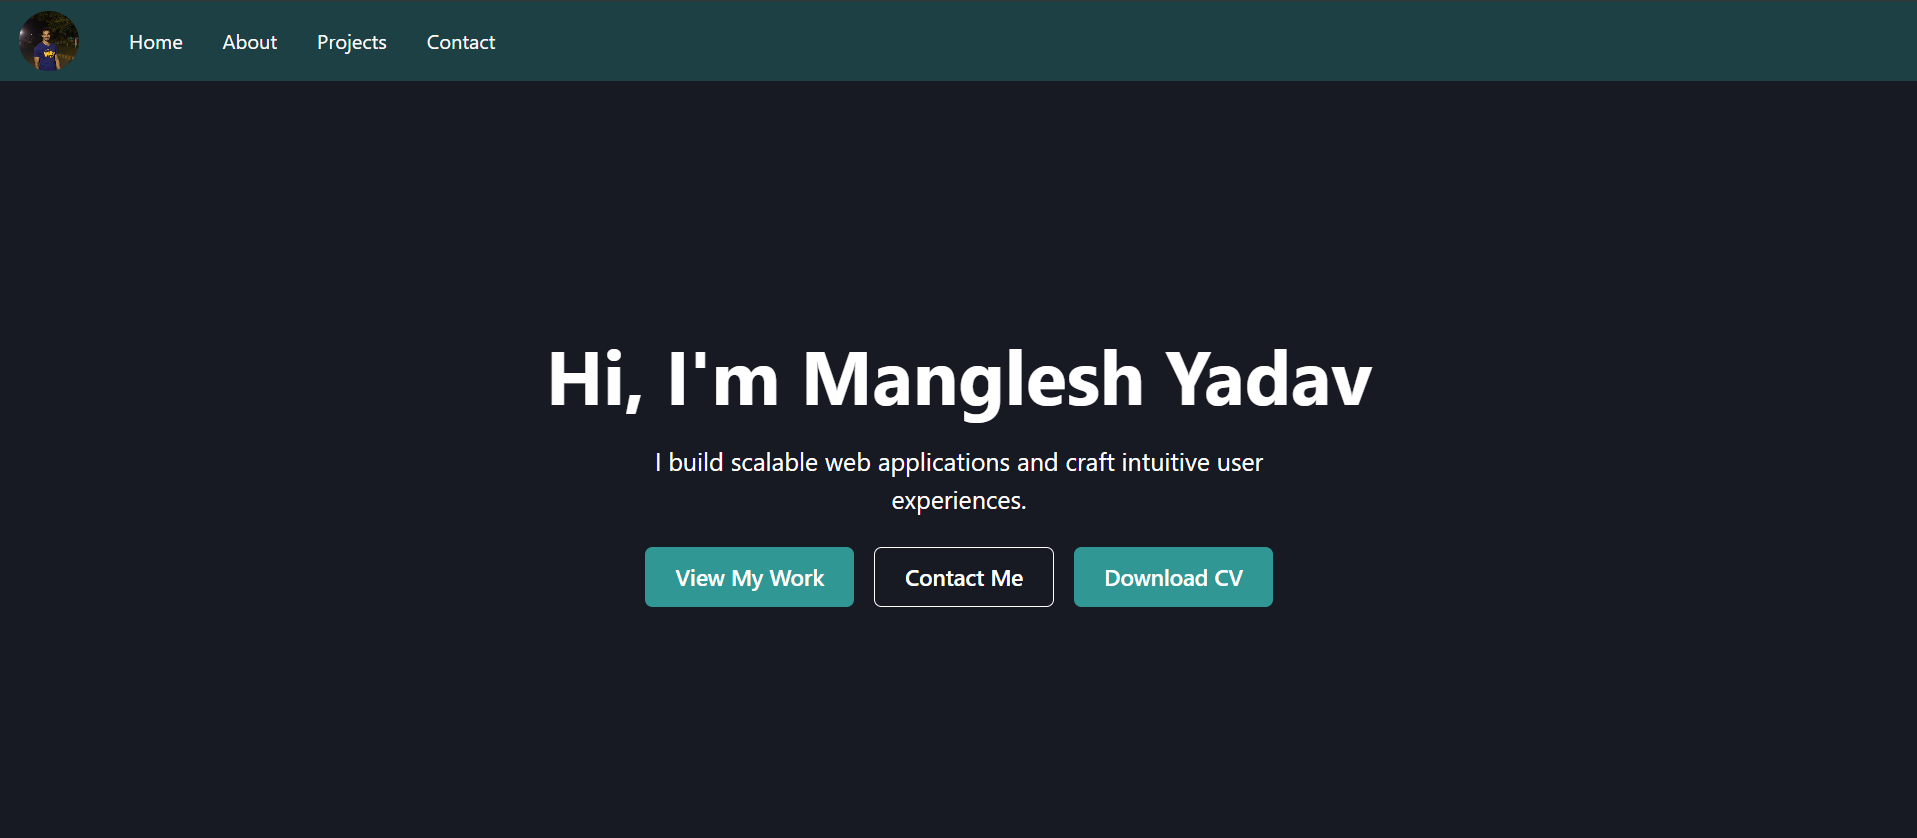 Home About Projects Contact
Hi, I'm Manglesh Yadav
I build scalable web applications and craft intuitive user
experiences.
View My Work Contact Me Download CV